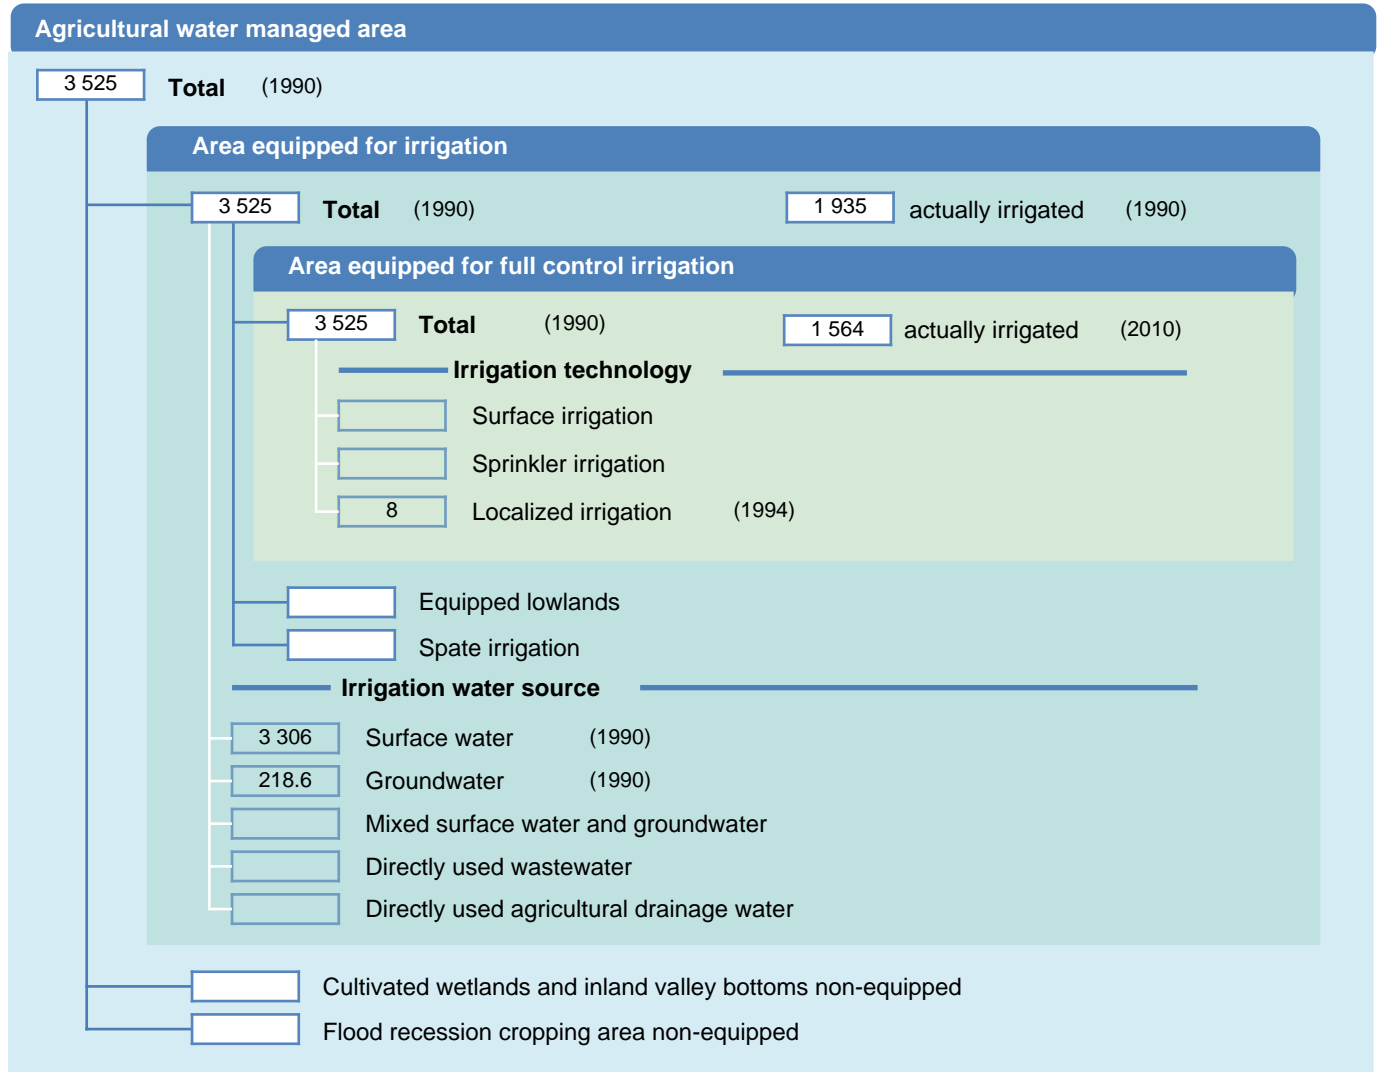 Agricultural water managed area
3 525 Total (1990)
Area equipped for irrigation
3 525 Total (1990) 1 935 actually irrigated (1990)
Area equipped for full control irrigation
3 525 Total (1990) 1 564 actually irrigated (2010)
Irrigation technology
Surface irrigation
Sprinkler irrigation
8 Localized irrigation (1994)
Equipped lowlands
Spate irrigation
Irrigation water source
3 306 Surface water (1990)
218.6 Groundwater (1990)
Mixed surface water and groundwater
Directly used wastewater
Directly used agricultural drainage water
Cultivated wetlands and inland valley bottoms non-equipped
Flood recession cropping area non-equipped